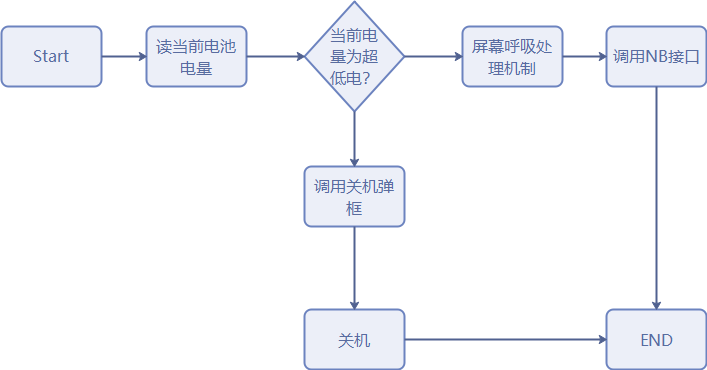 Start
读当前电池
电量
当前电
量为超
低电？
屏幕呼吸处
理机制
调用NB接口
调用关机弹
框
关机
END